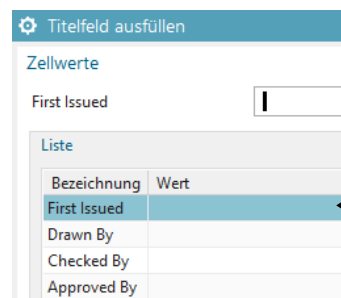 Titelfeld ausfüllen
Zellwerte
First Issued
Liste
Bezeichnung Wert
First Issued
Drawn By
Checked By
Approved By